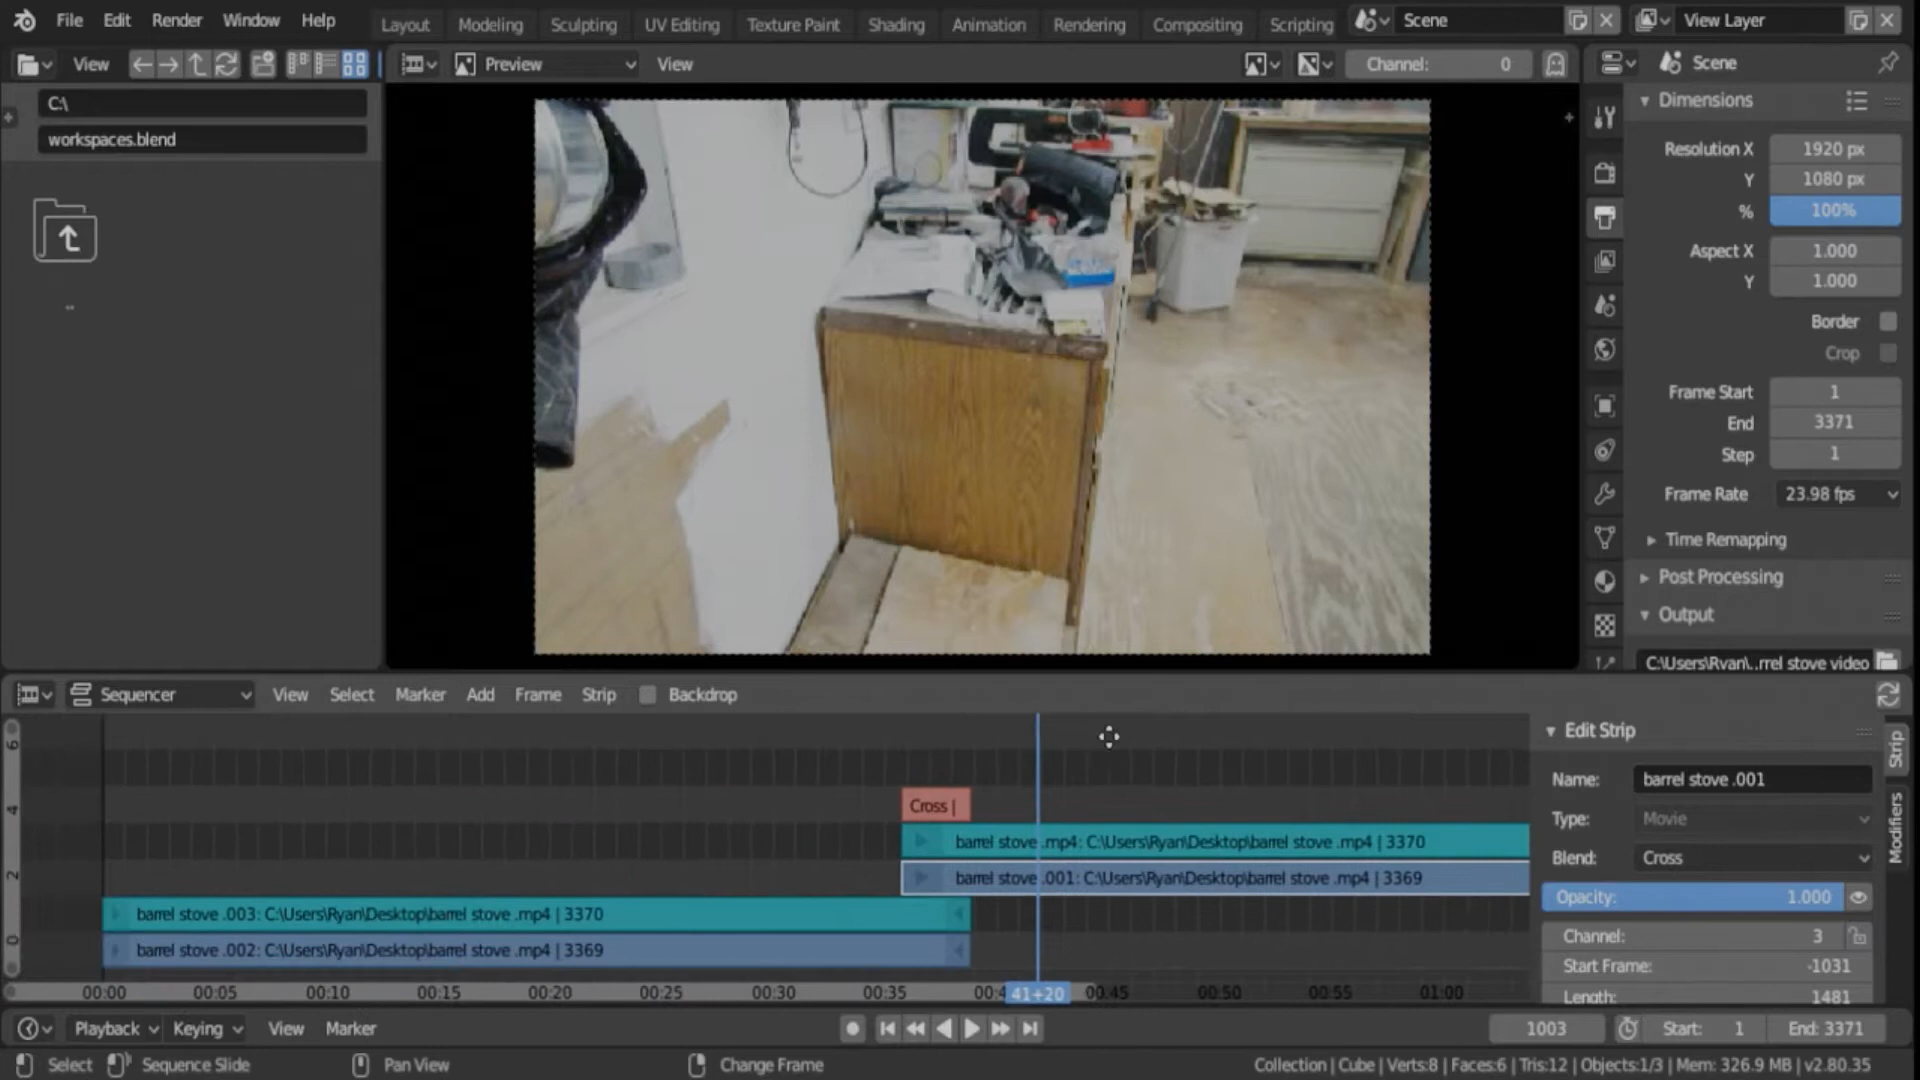 File Edit Render Window Help Layout Modeling Sculpting UV Editing Texture Paint Shading Animation Rendering Compositing Scripting Scene View Layer
View Preview View Channel: 0 Scene
C:\
workspaces.blend
..
Dimensions
Resolution X 1920 px
Y 1080 px
% 100%
Aspect X 1.000
Y 1.000
Border
Crop
Frame Start 1
End 3371
Step 1
Frame Rate 23.98 fps
Time Remapping
Post Processing
Output
C:\Users\Ryan\..rrel stove video
Sequencer View Select Marker Add Frame Strip Backdrop
6
4
2
0
Cross |
barrel stove .mp4: C:\Users\Ryan\Desktop\barrel stove .mp4 | 3370
barrel stove .001: C:\Users\Ryan\Desktop\barrel stove .mp4 | 3369
barrel stove .003: C:\Users\Ryan\Desktop\barrel stove .mp4 | 3370
barrel stove .002: C:\Users\Ryan\Desktop\barrel stove .mp4 | 3369
00:00 00:05 00:10 00:15 00:20 00:25 00:30 00:35 00:4 41+20 00:45 00:50 00:55 01:00
Edit Strip
Name: barrel stove .001
Type: Movie
Blend: Cross
Opacity: 1.000
Channel: 3
Start Frame: -1031
Length: 1481
Strip
Modifiers
Playback Keying View Marker 1003 Start: 1 End: 3371
Select Sequence Slide Pan View Change Frame Collection | Cube | Verts:8 | Faces:6 | Tris:12 | Objects:1/3 | Mem: 326.9 MB | v2.80.35